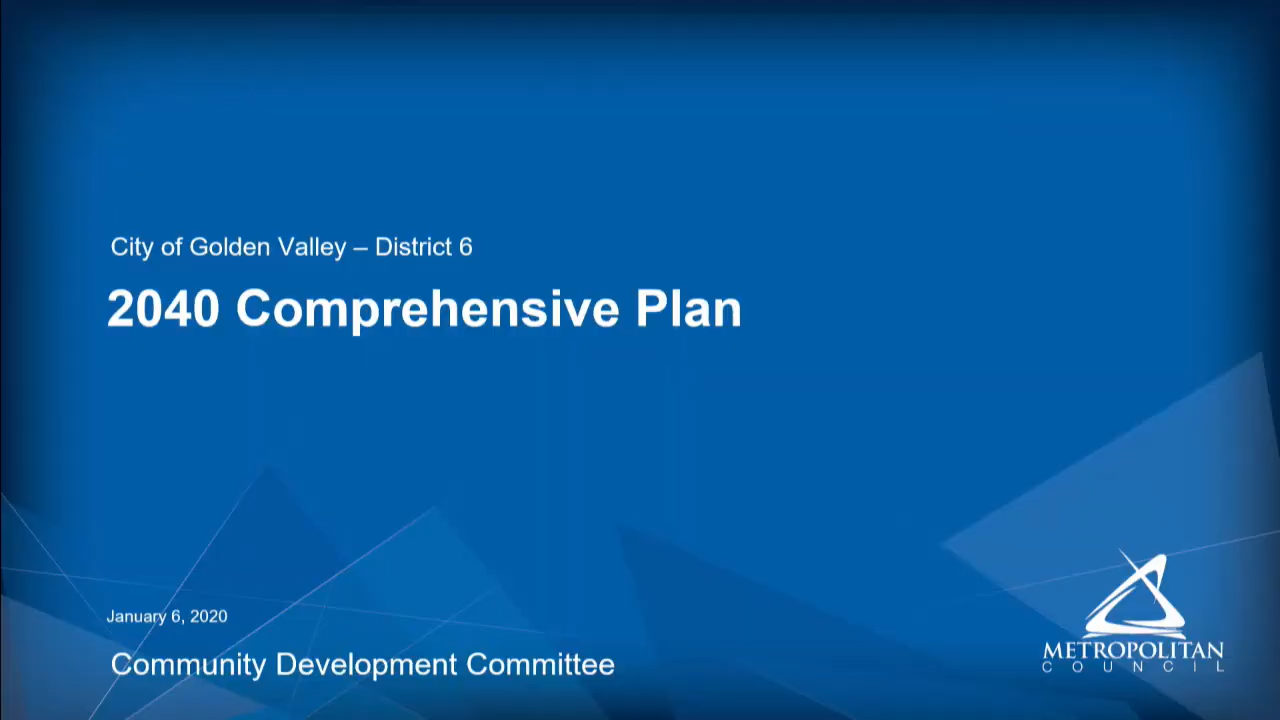 City of Golden Valley – District 6
2040 Comprehensive Plan
January 6, 2020
Community Development Committee
METROPOLITAN
COUNCIL